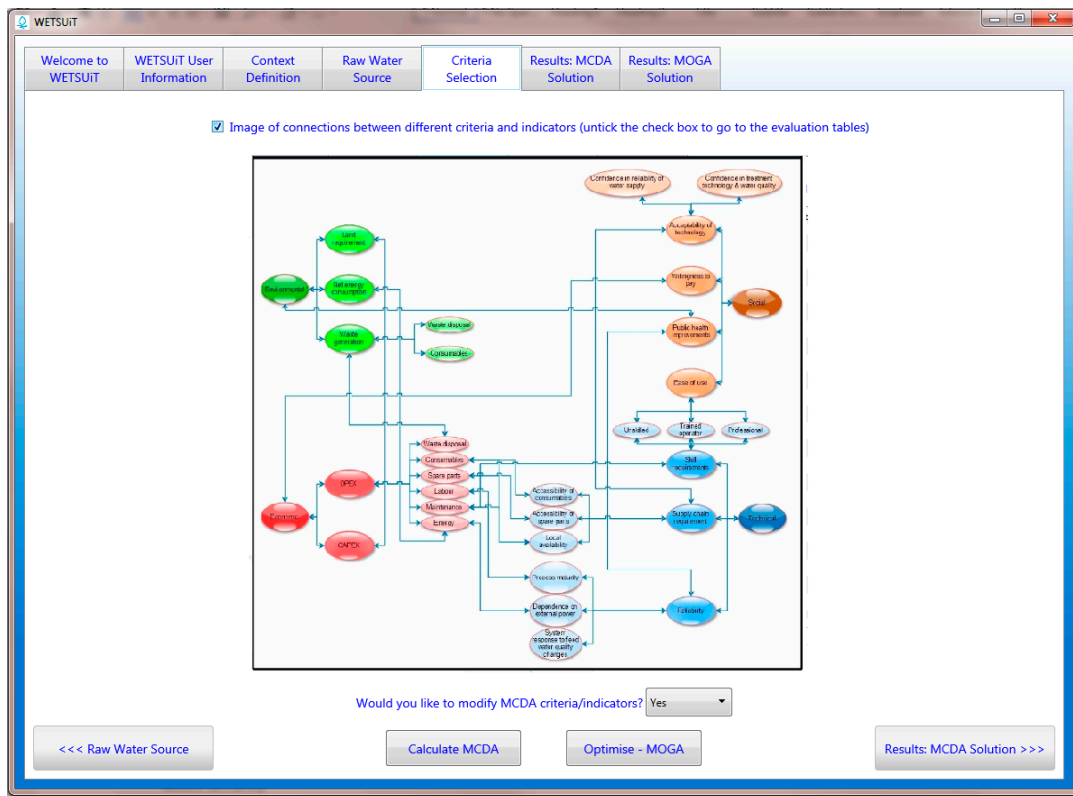 WETSUiT
Welcome to
WETSUiT
WETSUiT User
Information
Context
Definition
Raw Water
Source
Criteria
Selection
Results: MCDA
Solution
Results: MOGA
Solution
Image of connections between different criteria and indicators (untick the check box to go to the evaluation tables)
Confidence in reliability of
water supply
Confidence in treatment
technology & water quality
Acceptability of
technology
Land
requirement
Environmental
Net energy
consumption
Willingness to
pay
Social
Waste
generation
Waste disposal
Consumables
Public health
improvements
Ease of use
Unskilled
Trained
operator
Professional
Waste disposal
Consumables
Spare parts
Labour
Maintenance
Energy
Skill
requirements
OPEX
Economic
CAPEX
Accessibility of
consumables
Accessibility of
spare parts
Local
availability
Supply chain
requirement
Technical
Process maturity
Dependence on
external power
Reliability
System
response to feed
water quality
changes
Would you like to modify MCDA criteria/indicators?
Yes
<<< Raw Water Source
Calculate MCDA
Optimise - MOGA
Results: MCDA Solution >>>